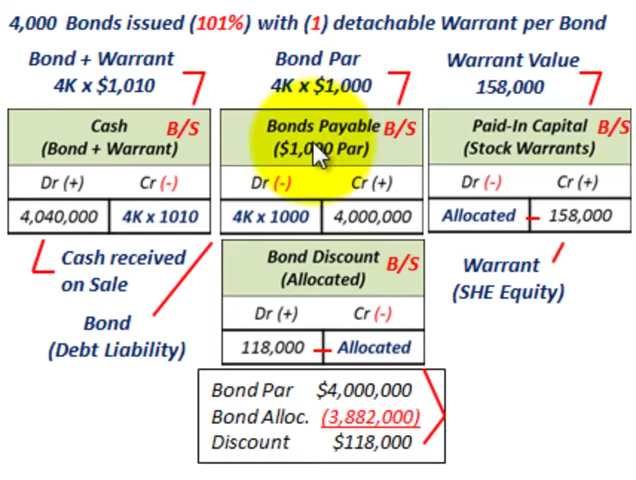 4,000 Bonds issued (101%) with (1) detachable Warrant per Bond
Bond + Warrant
4K x $1,010
Bond Par
4K x $1,000
Warrant Value
158,000
Cash B/S
(Bond + Warrant)
Dr (+) Cr (-)
4,040,000 4K x 1010
Bonds Payable B/S
($1,000 Par)
Dr (-) Cr (+)
4K x 1000 4,000,000
Paid-In Capital B/S
(Stock Warrants)
Dr (-) Cr (+)
Allocated 158,000
Cash received
on Sale
Bond
(Debt Liability)
Bond Discount B/S
(Allocated)
Dr (+) Cr (-)
118,000 Allocated
Warrant
(SHE Equity)
Bond Par $4,000,000
Bond Alloc. (3,882,000)
Discount $118,000